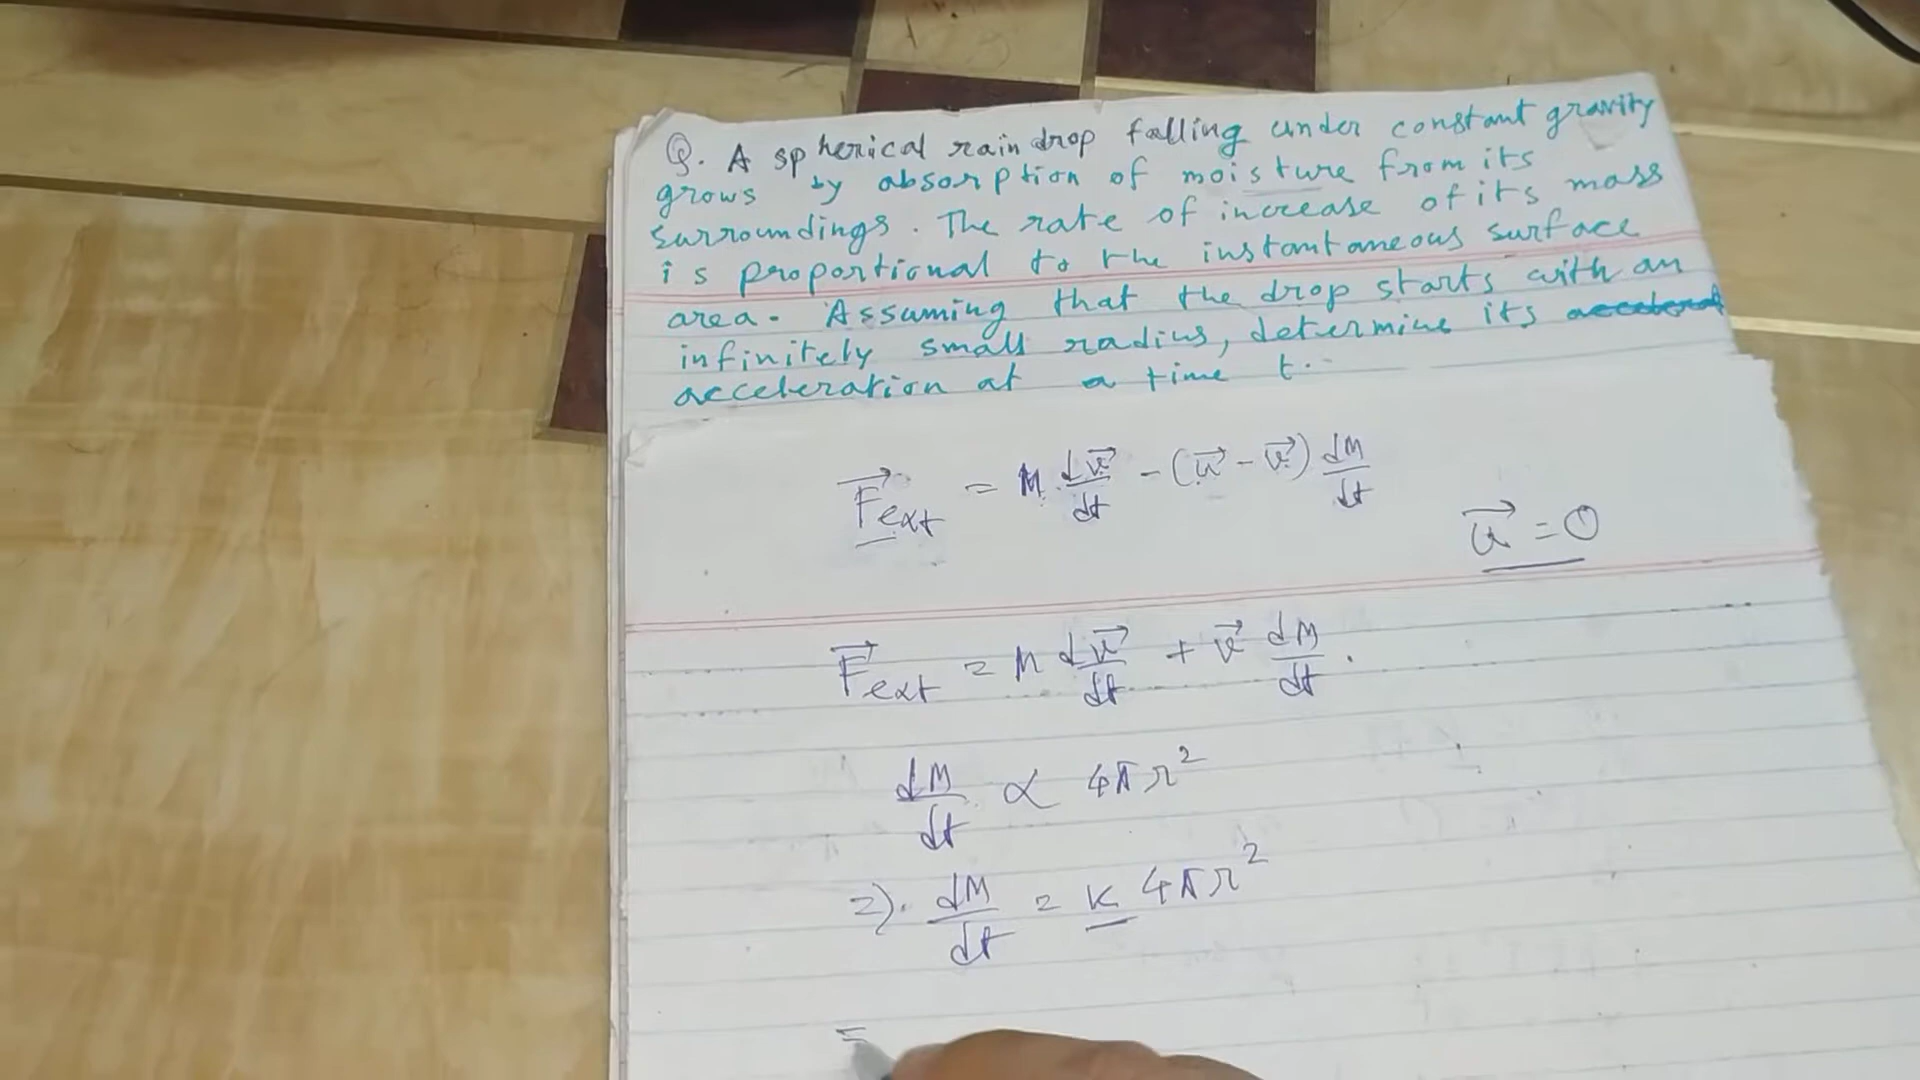 Q. A spherical rain drop falling under constant gravity
grows by absorption of moisture from its
surroundings. The rate of increase of its mass
is proportional to the instantaneous surface
area. Assuming that the drop starts with an
infinitely small radius, determine its
acceleration at a time t.
F⃗ext = M dv⃗/dt - (u⃗ - v⃗) dM/dt
u⃗ = 0
F⃗ext = M dv⃗/dt + v⃗ dM/dt.
dM/dt ∝ 4πr²
=). dM/dt = K 4πr²
=